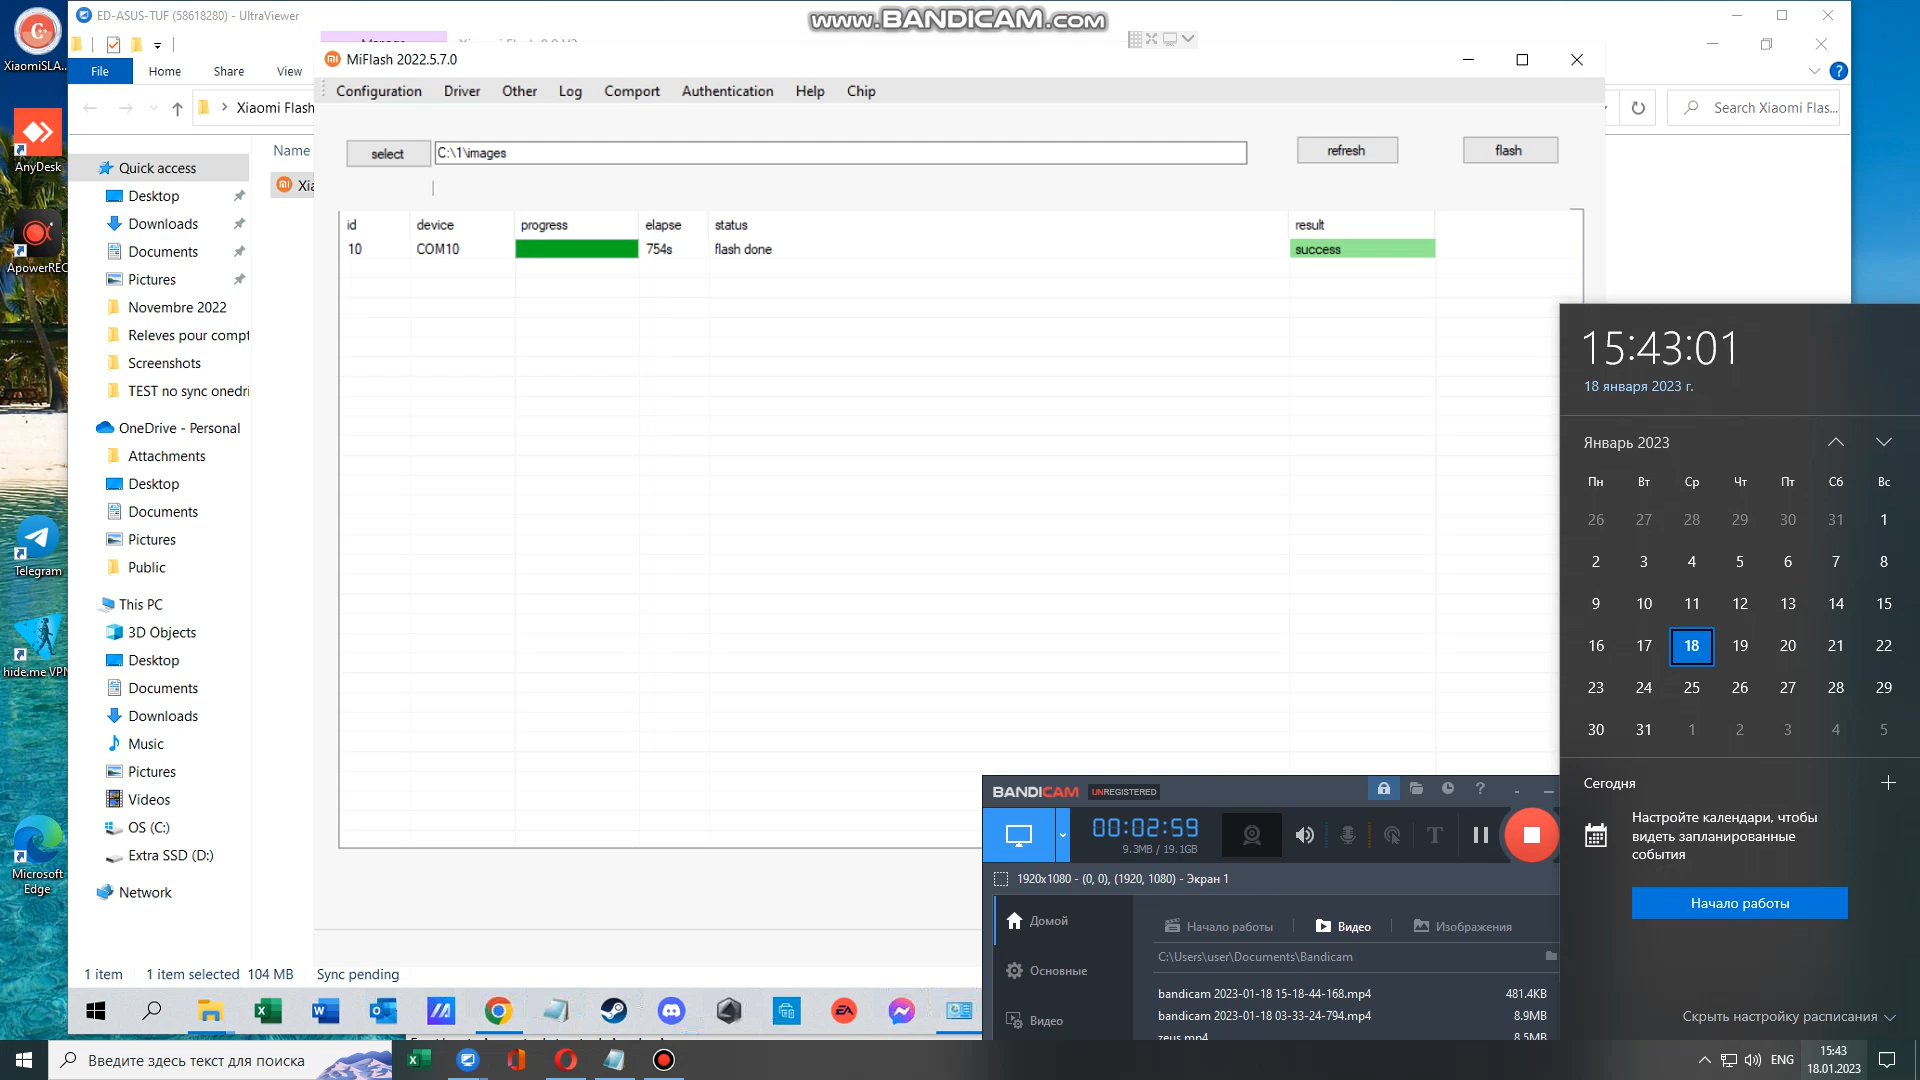 ED-ASUS-TUF (58618280) - UltraViewer
www.BANDICAM.com
XiaomiSLA...
AnyDesk
ApowerREC
Telegram
hide.me VPN
Microsoft
Edge
File
Home
Share
View
Xiaomi Flash
Search Xiaomi Flas...
Name
Quick access
Desktop
Downloads
Documents
Pictures
Novembre 2022
Releves pour compt
Screenshots
TEST no sync onedri
OneDrive - Personal
Attachments
Desktop
Documents
Pictures
Public
This PC
3D Objects
Desktop
Documents
Downloads
Music
Pictures
Videos
OS (C:)
Extra SSD (D:)
Network
1 item
1 item selected 104 MB
Sync pending
MiFlash 2022.5.7.0
Configuration Driver Other Log Comport Authentication Help Chip
select
C:\1\images
refresh
flash
id device progress elapse status result
10 COM10 754s flash done success
15:43:01
18 января 2023 г.
Январь 2023
Пн Вт Ср Чт Пт Сб Вс
26 27 28 29 30 31 1
2 3 4 5 6 7 8
9 10 11 12 13 14 15
16 17 18 19 20 21 22
23 24 25 26 27 28 29
30 31 1 2 3 4 5
Сегодня
Настройте календари, чтобы
видеть запланированные
события
Начало работы
Скрыть настройку расписания
BANDICAM UNREGISTERED
00:02:59
9.3MB / 19.1GB
1920x1080 - (0, 0), (1920, 1080) - Экран 1
Домой
Основные
Видео
Начало работы
Видео
Изображения
C:\Users\user\Documents\Bandicam
bandicam 2023-01-18 15-18-44-168.mp4 481.4KB
bandicam 2023-01-18 03-33-24-794.mp4 8.9MB
zeus.mp4 8.5MB
Введите здесь текст для поиска
ENG
15:43
18.01.2023